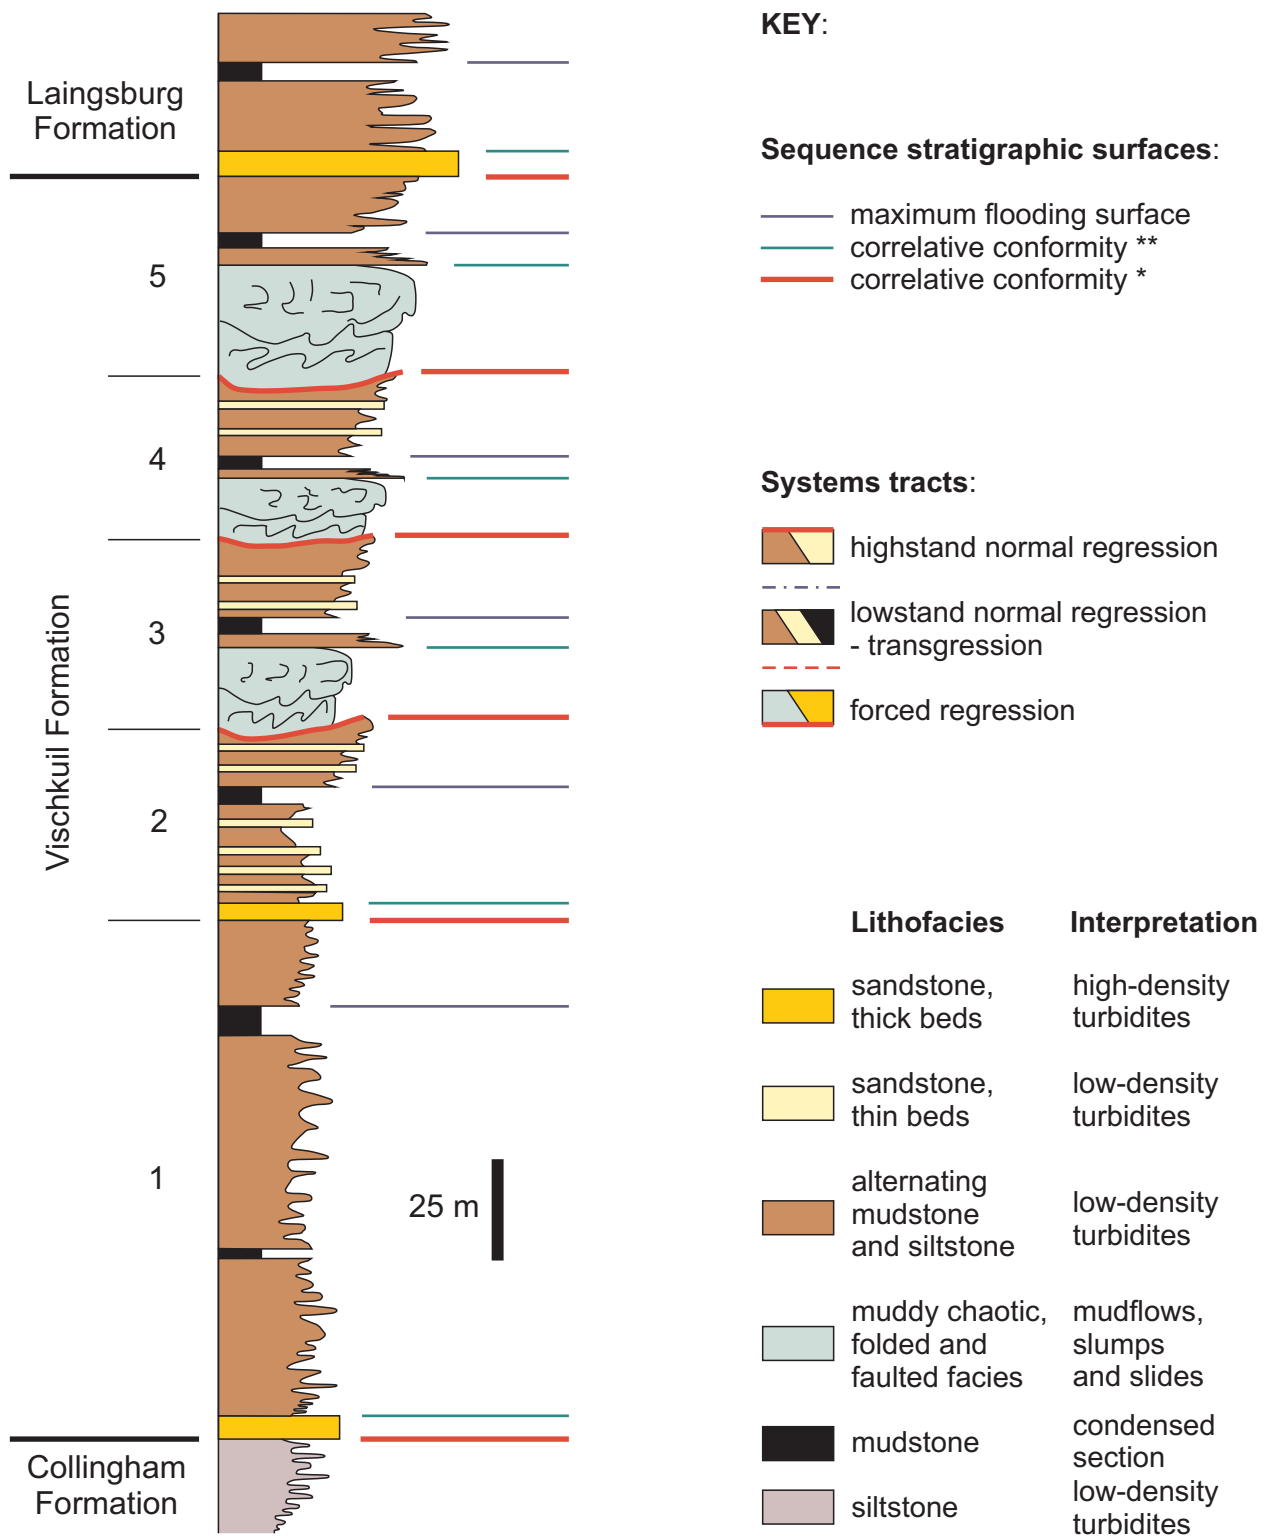 Laingsburg
Formation
5
4
3
2
1
Vischkuil Formation
25 m
Collingham
Formation
KEY:
Sequence stratigraphic surfaces:
maximum flooding surface
correlative conformity **
correlative conformity *
Systems tracts:
highstand normal regression
lowstand normal regression
- transgression
forced regression
Lithofacies Interpretation
sandstone, high-density
thick beds turbidites
sandstone, low-density
thin beds turbidites
alternating
mudstone low-density
and siltstone turbidites
muddy chaotic, mudflows,
folded and slumps
faulted facies and slides
mudstone condensed
section
siltstone low-density
turbidites